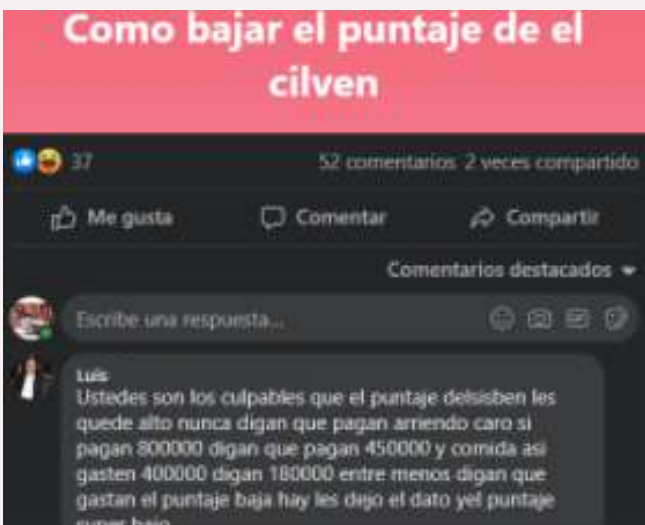 Como bajar el puntaje de el
cilven
37
52 comentarios 2 veces compartido
Me gusta
Comentar
Compartir
Comentarios destacados
Escribe una respuesta...
Luis
Ustedes son los culpables que el puntaje delsisben les
quede alto nunca digan que pagan arriendo caro si
pagan 800000 digan que pagan 450000 y comida asi
gasten 400000 digan 180000 entre menos digan que
gastan el puntaje baja hay les dejo el dato yel puntaje
super bajo